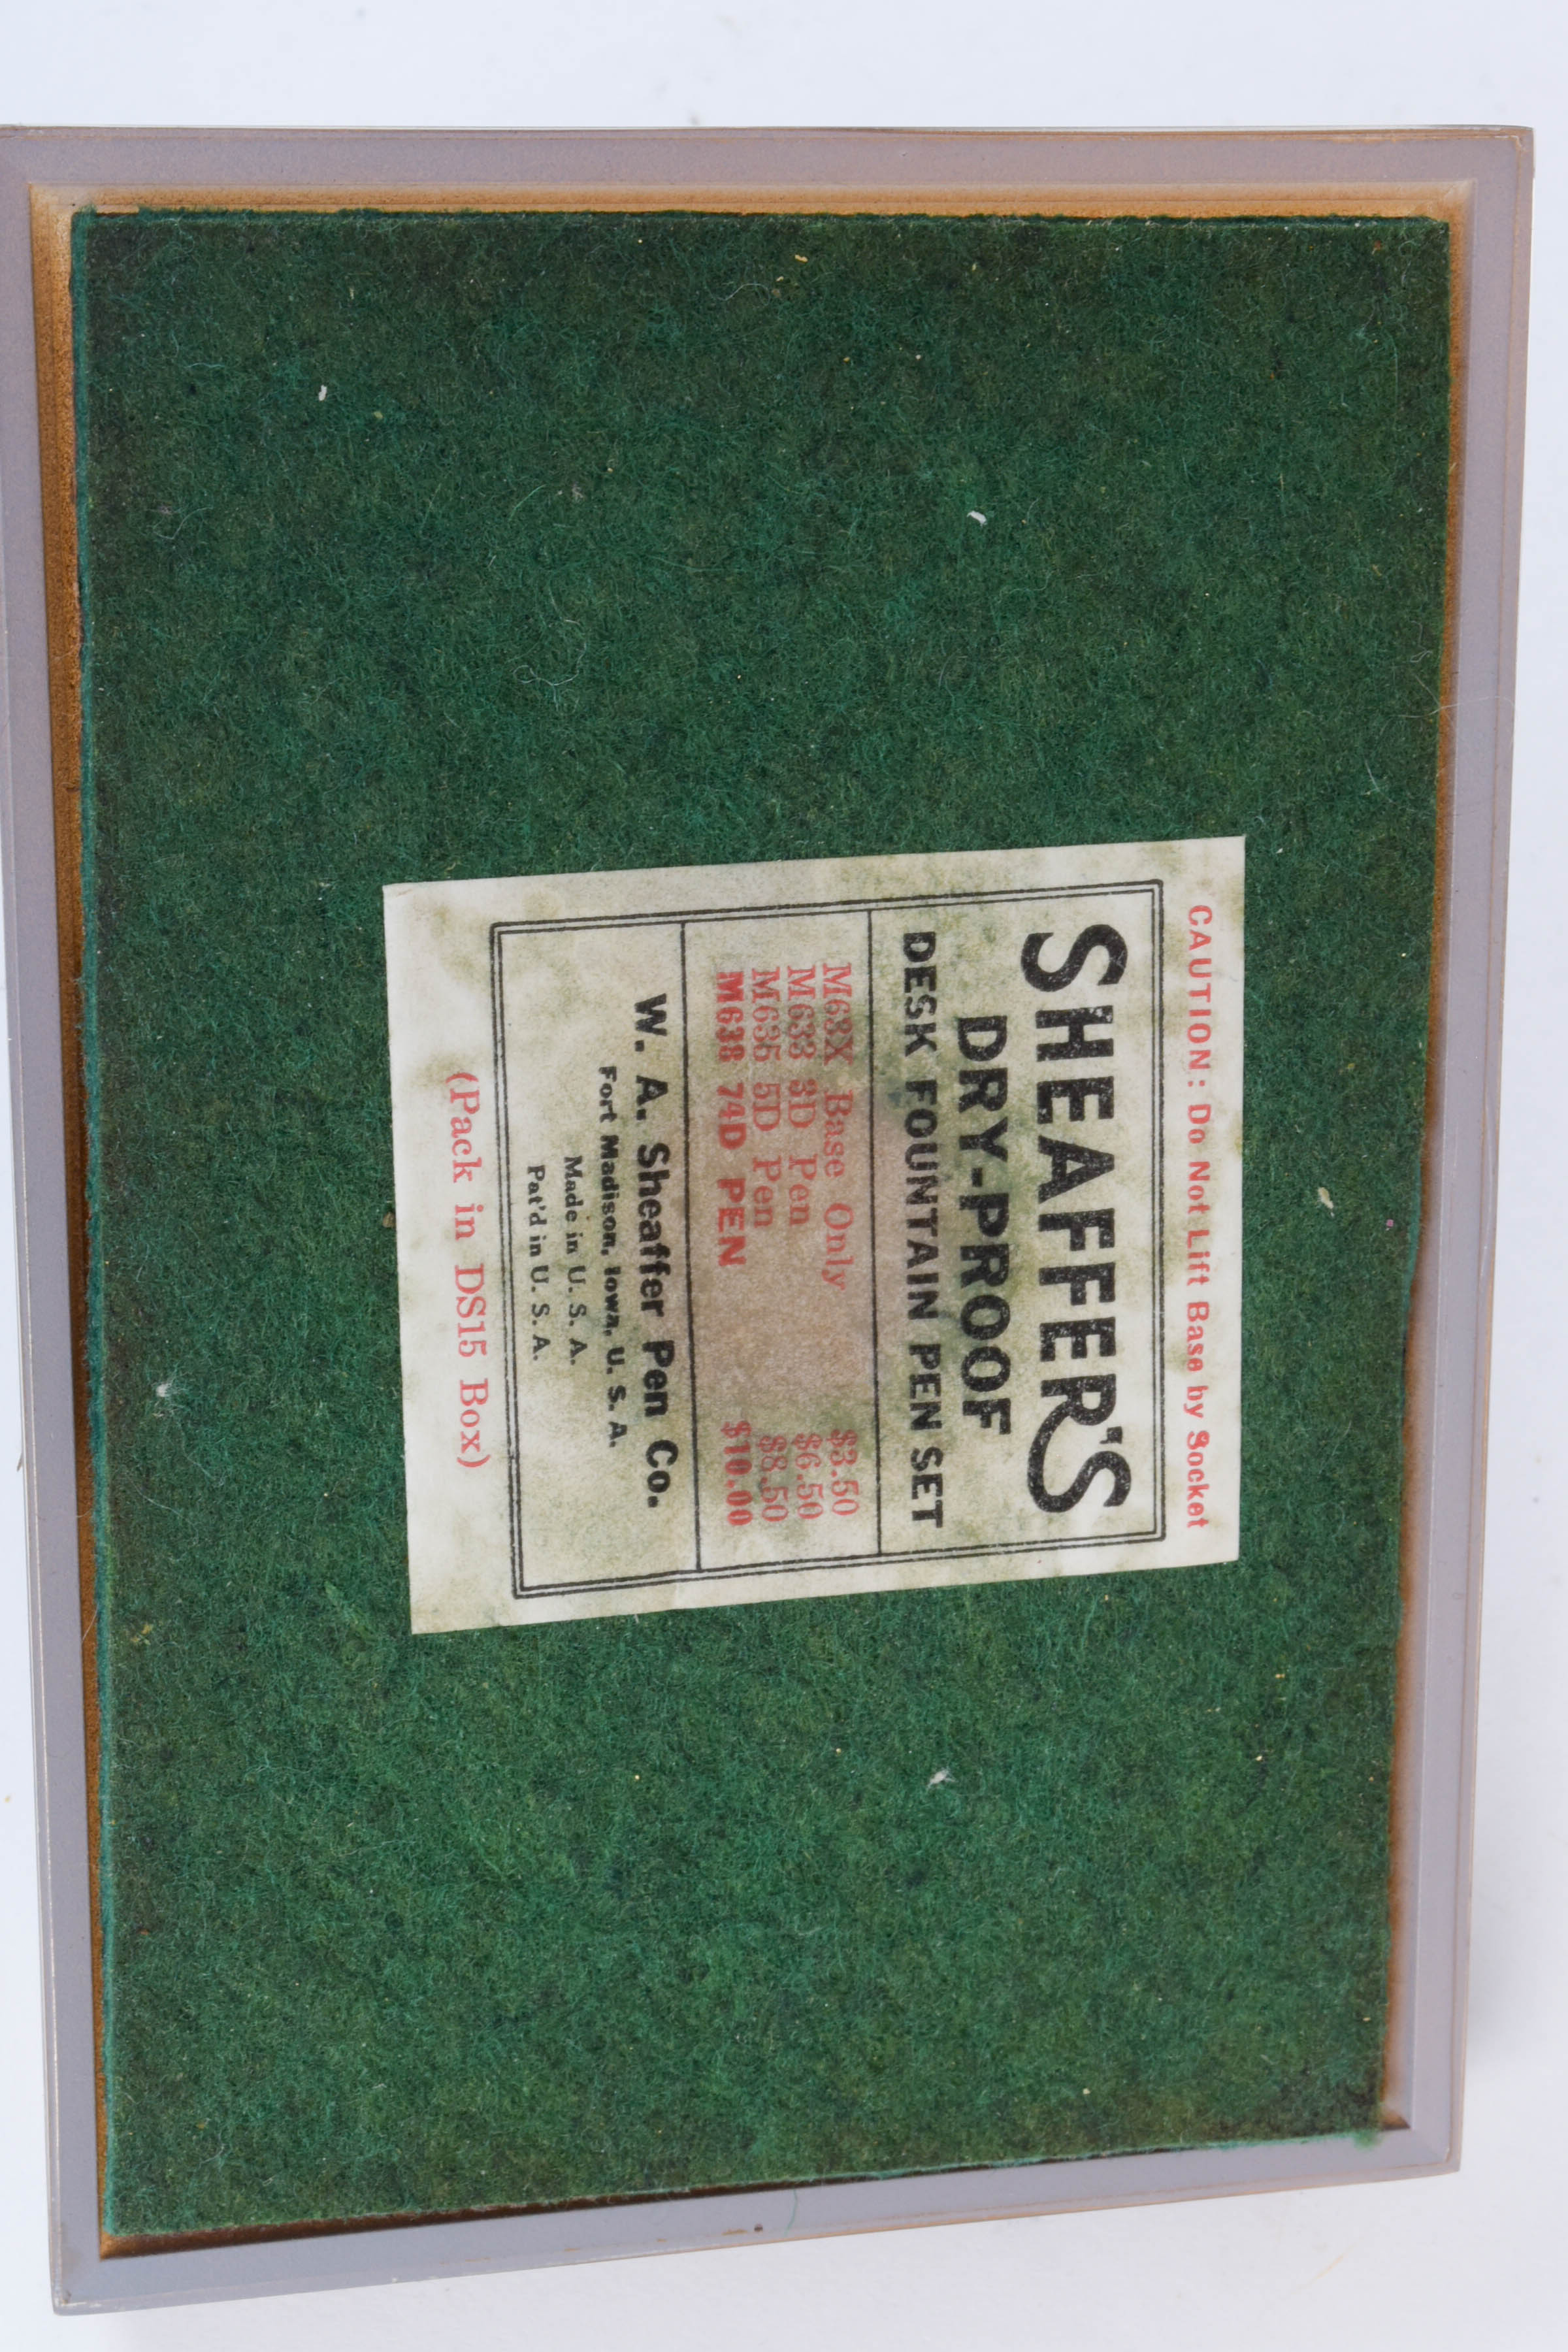 CAUTION: Do Not Lift Base by Socket
SHEAFFER'S
DRY-PROOF
DESK FOUNTAIN PEN SET
M63X Base Only $3.50
M633 3D Pen $6.50
M635 5D Pen $8.50
M638 74D PEN $10.00
W. A. Sheaffer Pen Co.
Fort Madison, Iowa, U. S. A.
Made in U. S. A.
Pat'd in U. S. A.
(Pack in DS15 Box)